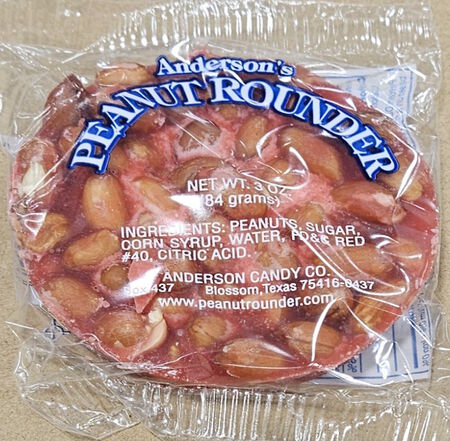 Anderson's
PEANUT ROUNDER
NET WT. 3 OZ.
(84 grams)
INGREDIENTS: PEANUTS, SUGAR,
CORN SYRUP, WATER, FD&C RED
#40, CITRIC ACID.
ANDERSON CANDY CO.
Box 437 Blossom, Texas 75416-0437
www.peanutrounder.com